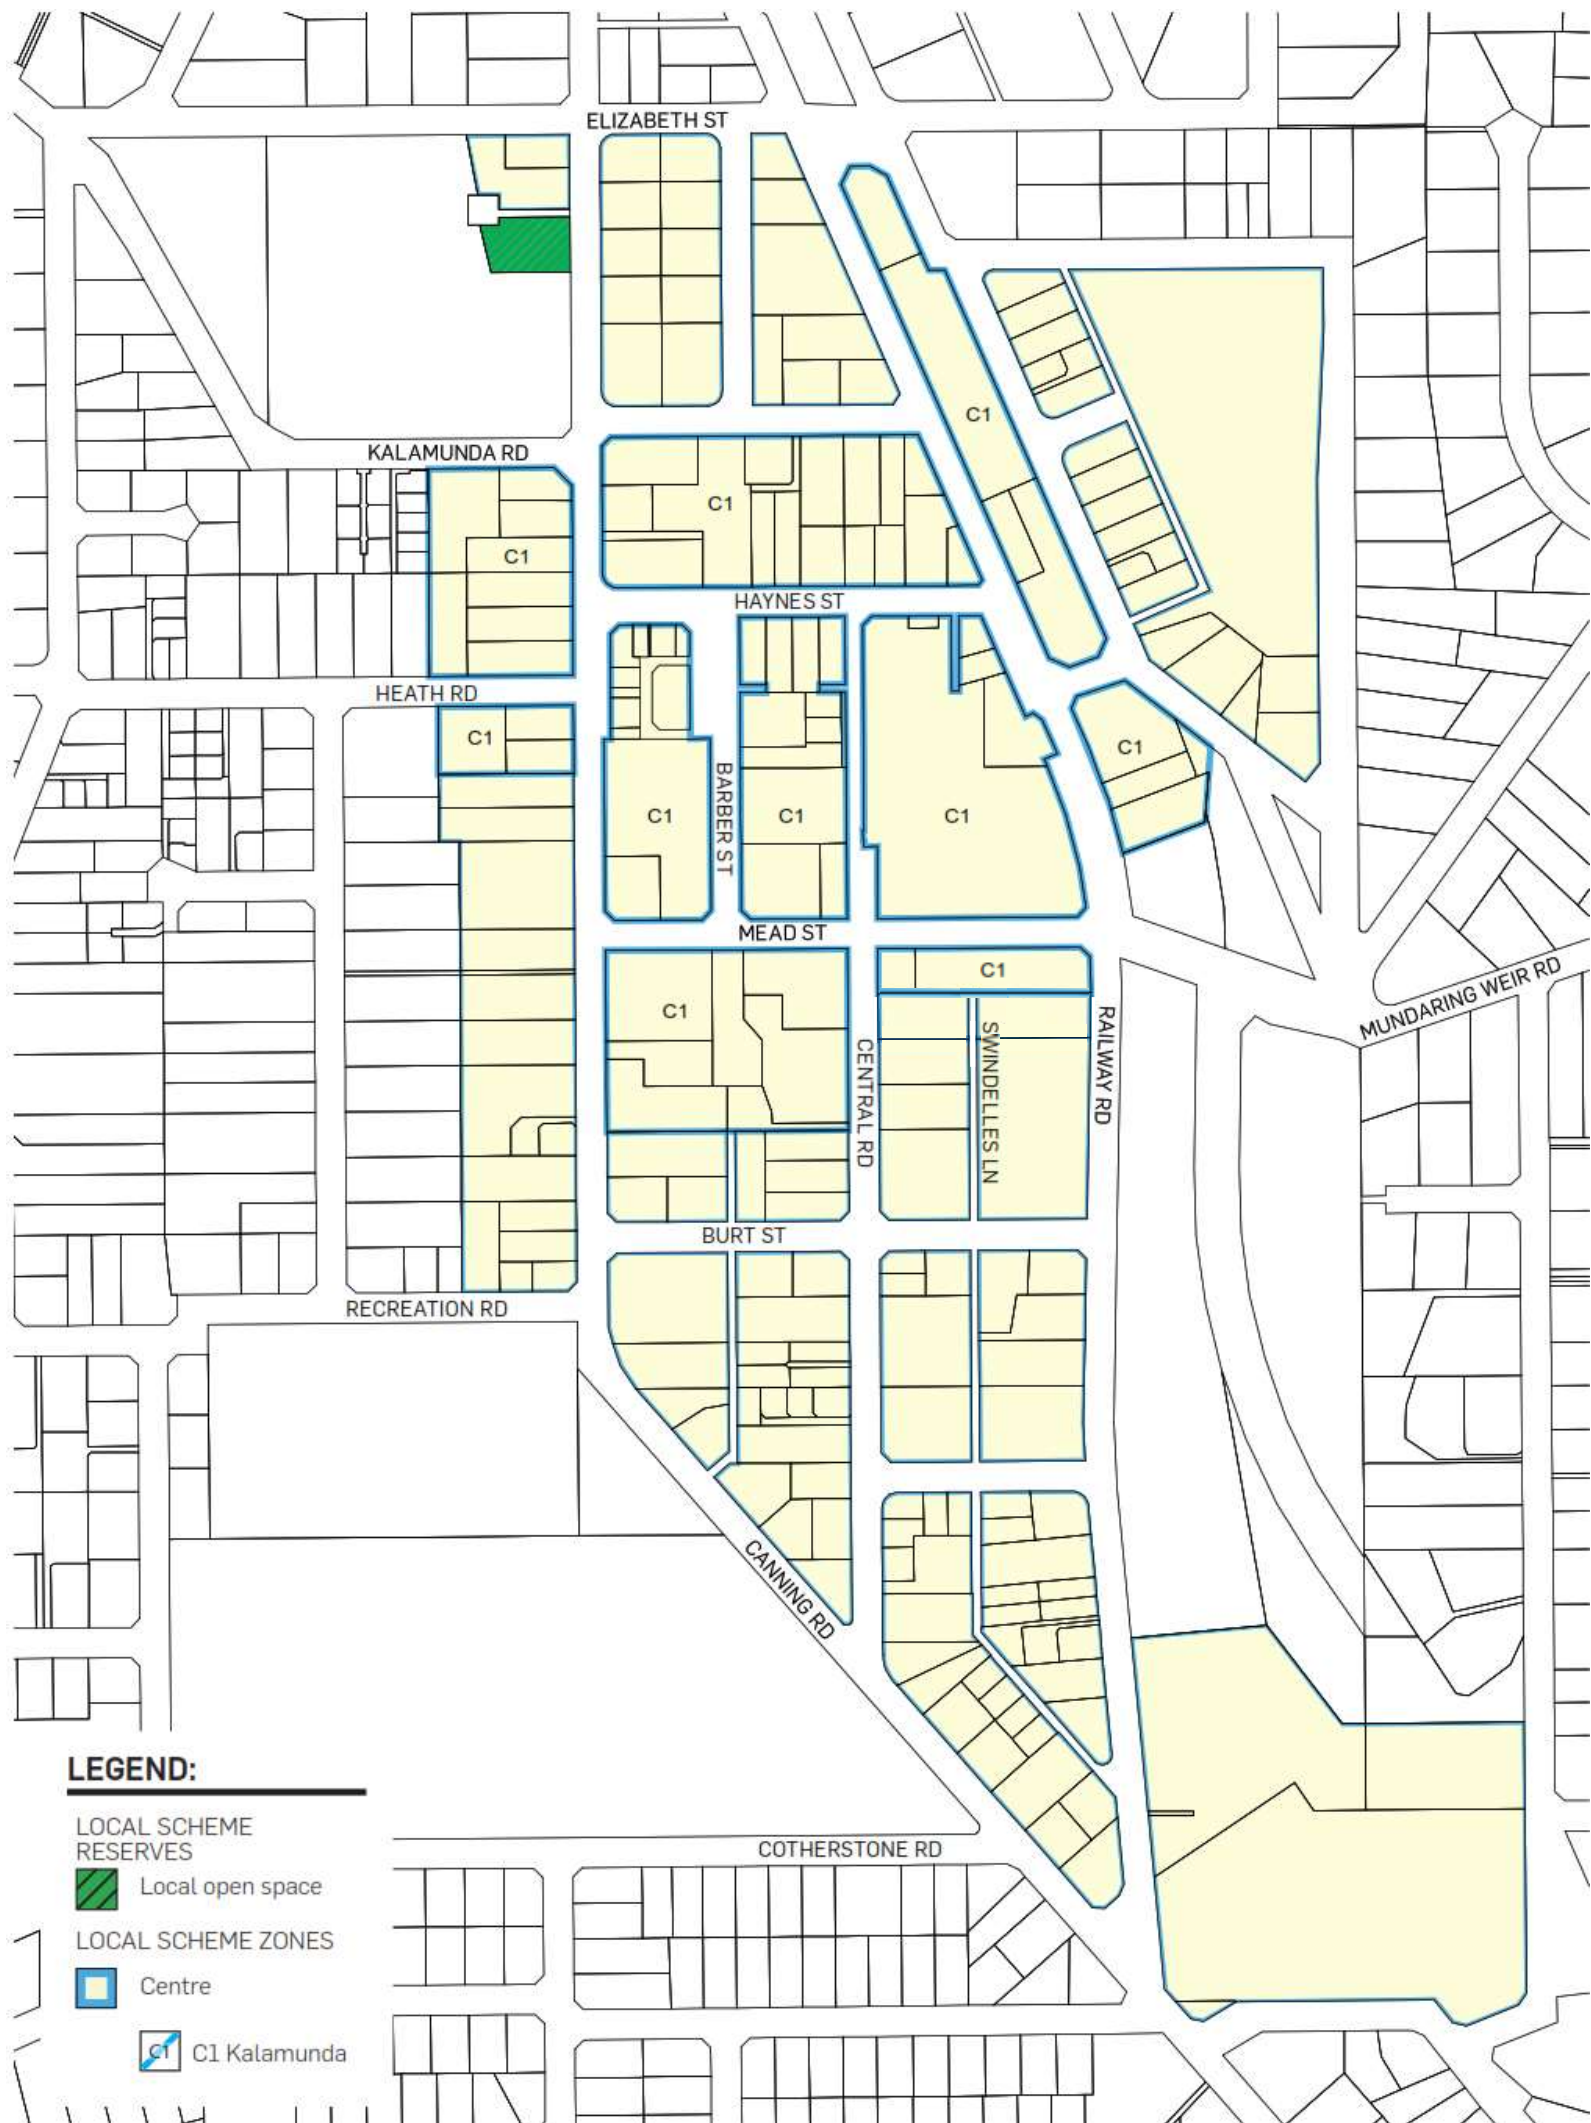 ELIZABETH ST
C1
KALAMUNDA RD
C1
C1
HAYNES ST
HEATH RD
C1
C1
BARBER ST
C1
C1
C1
MEAD ST
C1
C1
MUNDARING WEIR RD
CENTRAL RD
SWINDELLES LN
RAILWAY RD
BURT ST
RECREATION RD
CANNING RD
COTHERSTONE RD
LEGEND:
LOCAL SCHEME
RESERVES
Local open space
LOCAL SCHEME ZONES
Centre
C1
C1 Kalamunda